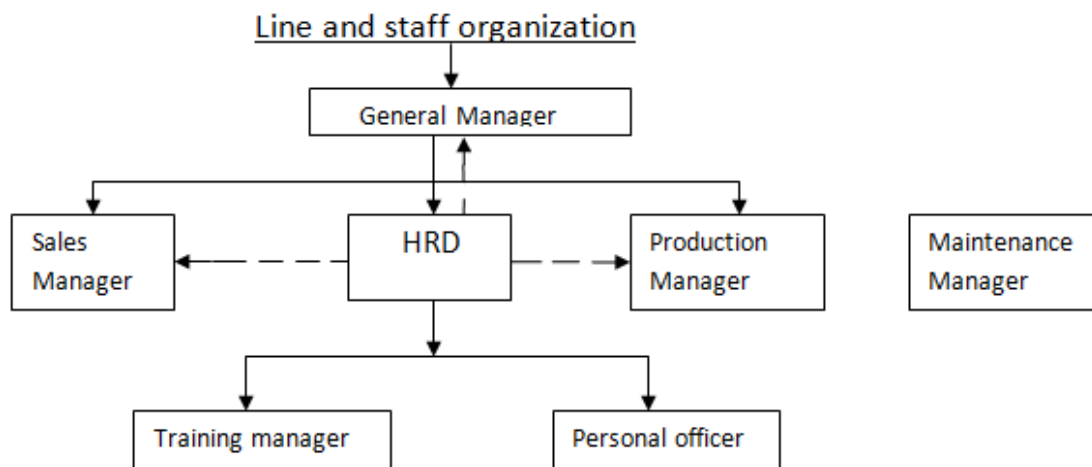 Line and staff organization
General Manager
Sales
Manager
HRD
Production
Manager
Maintenance
Manager
Training manager
Personal officer